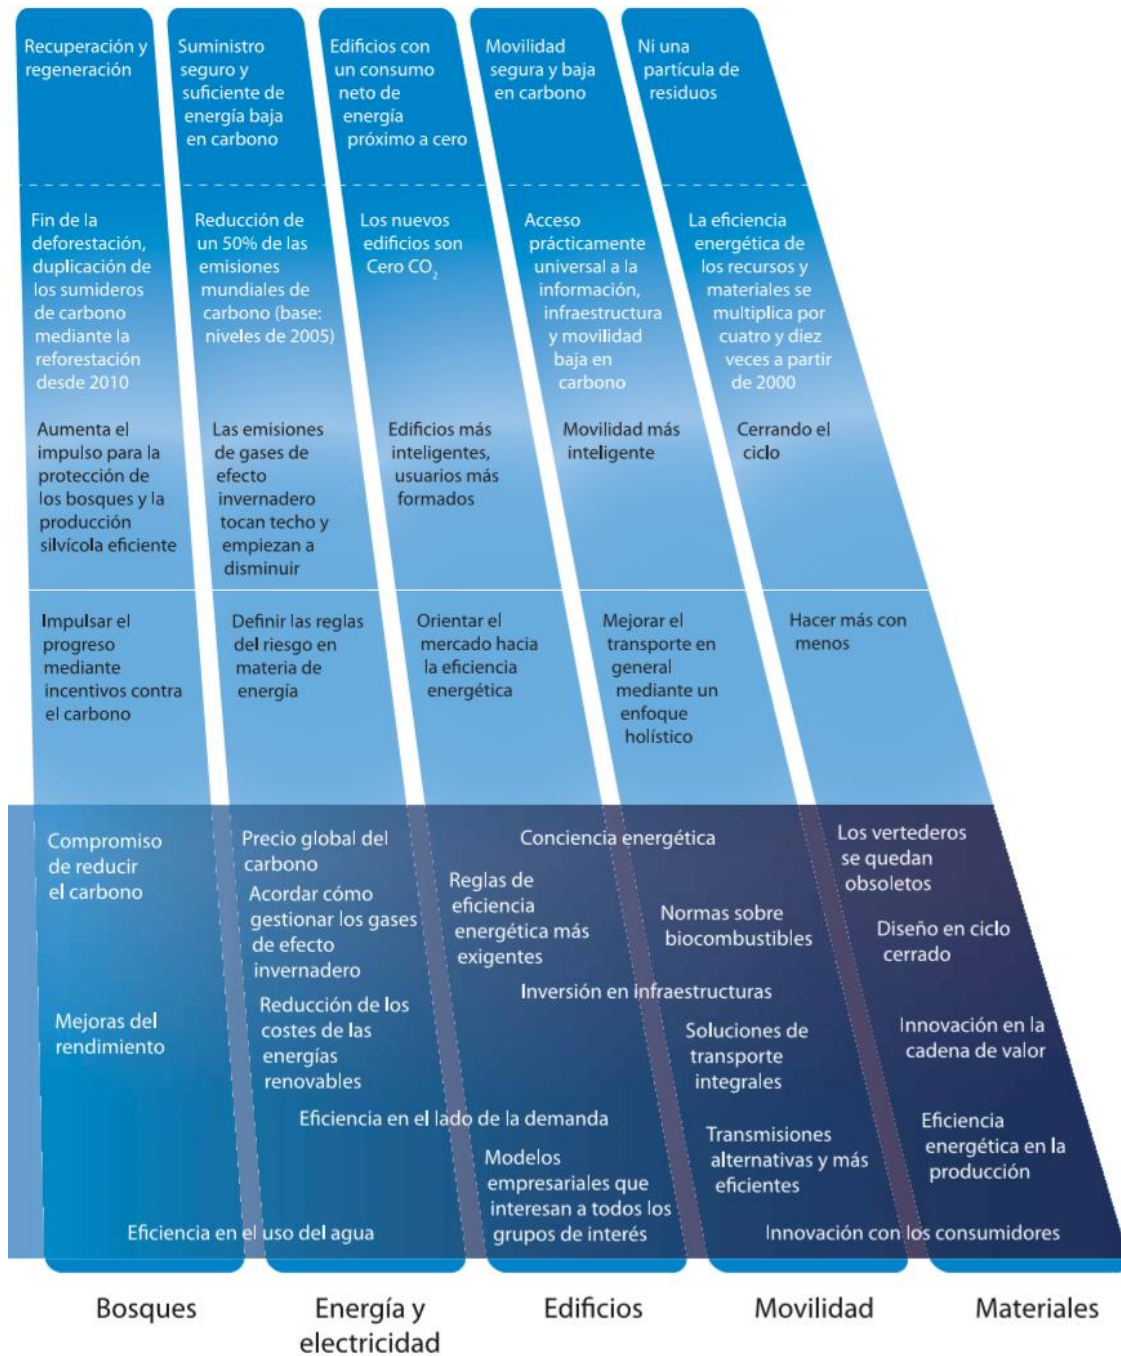 Recuperación y
regeneración
Suministro
seguro y
suficiente de
energía baja
en carbono
Edificios con
un consumo
neto de
energía
próximo a cero
Movilidad
segura y baja
en carbono
Ni una
partícula de
residuos
Fin de la
deforestación,
duplicación de
los sumideros
de carbono
mediante la
reforestación
desde 2010
Reducción de
un 50% de las
emisiones
mundiales de
carbono (base:
niveles de 2005)
Los nuevos
edificios son
Cero CO₂
Acceso
prácticamente
universal a la
información,
infraestructura
y movilidad
baja en
carbono
La eficiencia
energética de
los recursos y
materiales se
multiplica por
cuatro y diez
veces a partir
de 2000
Aumenta el
impulso para la
protección de
los bosques y la
producción
silvícola eficiente
Las emisiones
de gases de
efecto
invernadero
tocan techo y
empiezan a
disminuir
Edificios más
inteligentes,
usuarios más
formados
Movilidad más
inteligente
Cerrando el
ciclo
Impulsar el
progreso
mediante
incentivos contra
el carbono
Definir las reglas
del riesgo en
materia de
energía
Orientar el
mercado hacia
la eficiencia
energética
Mejorar el
transporte en
general
mediante un
enfoque
holístico
Hacer más con
menos
Compromiso
de reducir
el carbono
Precio global del
carbono
Acordar cómo
gestionar los gases
de efecto
invernadero
Conciencia energética
Reglas de
eficiencia
energética más
exigentes
Normas sobre
biocombustibles
Los vertederos
se quedan
obsoletos
Diseño en ciclo
cerrado
Inversión en infraestructuras
Mejoras del
rendimiento
Reducción de los
costes de las
energías
renovables
Soluciones de
transporte
integrales
Innovación en la
cadena de valor
Eficiencia en el lado de la demanda
Modelos
empresariales que
interesan a todos los
grupos de interés
Transmisiones
alternativas y más
eficientes
Eficiencia
energética en la
producción
Eficiencia en el uso del agua
Innovación con los consumidores
Bosques
Energía y
electricidad
Edificios
Movilidad
Materiales